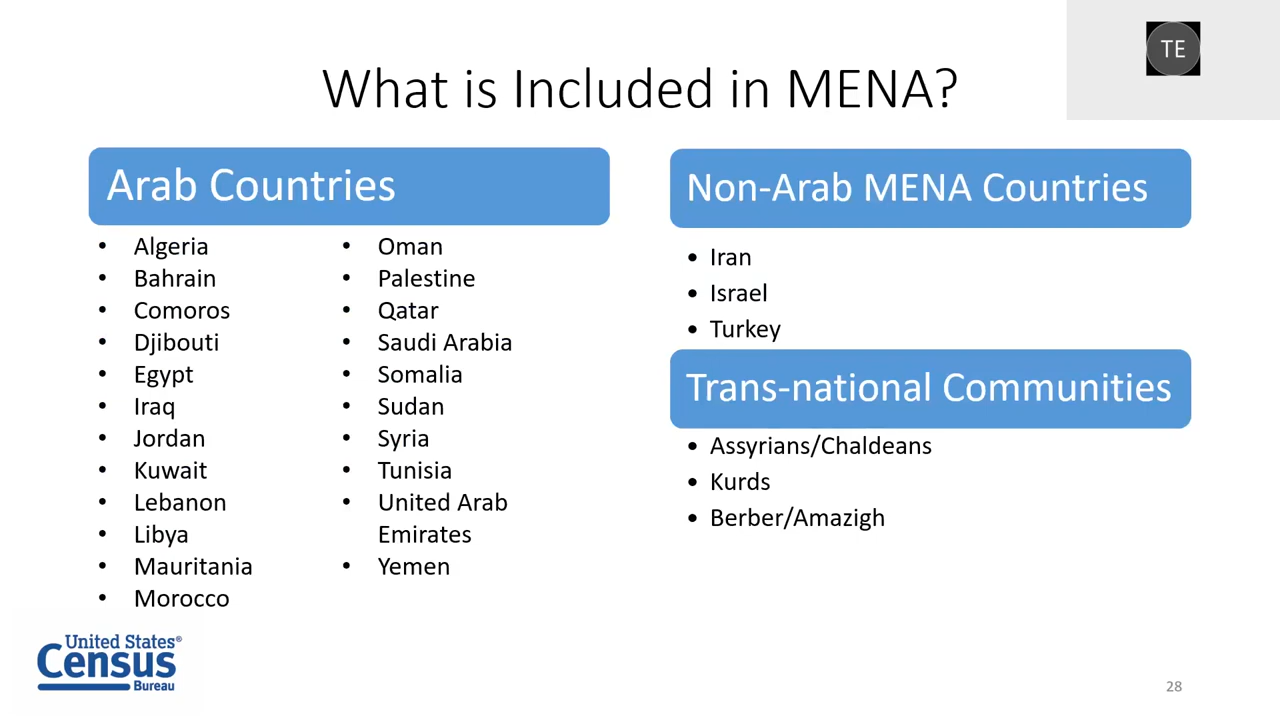 TE
What is Included in MENA?
Arab Countries
• Algeria
• Bahrain
• Comoros
• Djibouti
• Egypt
• Iraq
• Jordan
• Kuwait
• Lebanon
• Libya
• Mauritania
• Morocco
• Oman
• Palestine
• Qatar
• Saudi Arabia
• Somalia
• Sudan
• Syria
• Tunisia
• United Arab
Emirates
• Yemen
Non-Arab MENA Countries
• Iran
• Israel
• Turkey
Trans-national Communities
• Assyrians/Chaldeans
• Kurds
• Berber/Amazigh
United States®
Census
Bureau
28